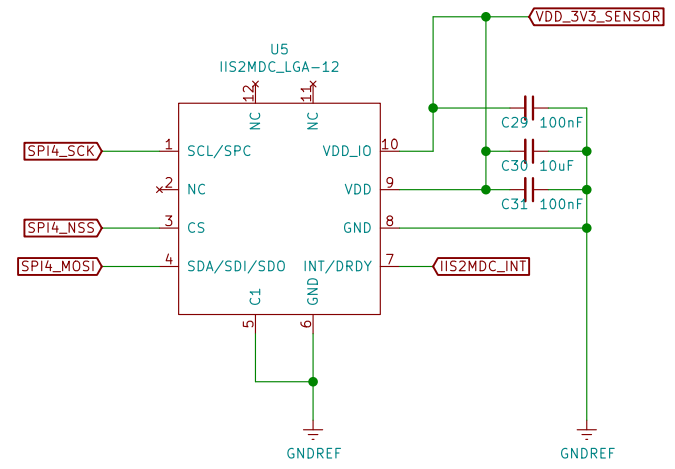 VDD_3V3_SENSOR
U5
IIS2MDC_LGA-12
12
11
NC
NC
C29 100nF
SPI4_SCK
1
SCL/SPC
VDD_IO
10
C30 10uF
2
NC
VDD
9
C31 100nF
SPI4_NSS
3
CS
GND
8
SPI4_MOSI
4
SDA/SDI/SDO
INT/DRDY
7
IIS2MDC_INT
C1
GND
5
6
GNDREF
GNDREF